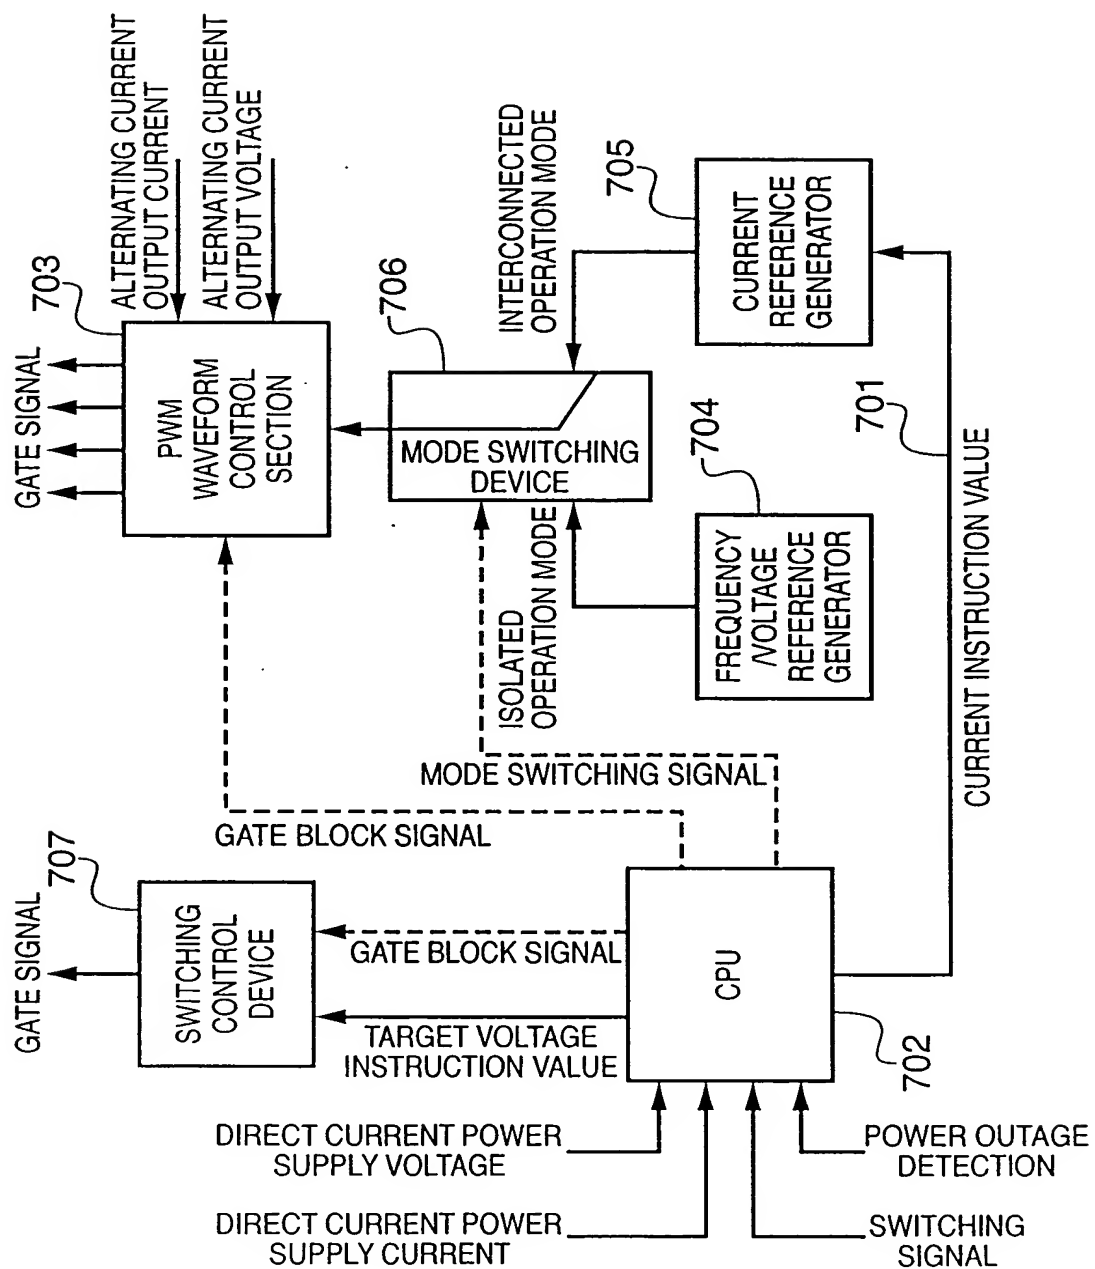 GATE SIGNAL
707
SWITCHING
CONTROL
DEVICE
GATE SIGNAL
703
PWM
WAVEFORM
CONTROL
SECTION
ALTERNATING CURRENT
OUTPUT CURRENT
ALTERNATING CURRENT
OUTPUT VOLTAGE
GATE BLOCK SIGNAL
GATE BLOCK SIGNAL
TARGET VOLTAGE
INSTRUCTION VALUE
MODE SWITCHING SIGNAL
706
MODE SWITCHING
DEVICE
ISOLATED
OPERATION MODE
INTERCONNECTED
OPERATION MODE
DIRECT CURRENT POWER
SUPPLY VOLTAGE
DIRECT CURRENT POWER
SUPPLY CURRENT
CPU
702
704
FREQUENCY
/VOLTAGE
REFERENCE
GENERATOR
705
CURRENT
REFERENCE
GENERATOR
POWER OUTAGE
DETECTION
SWITCHING
SIGNAL
701
CURRENT INSTRUCTION VALUE